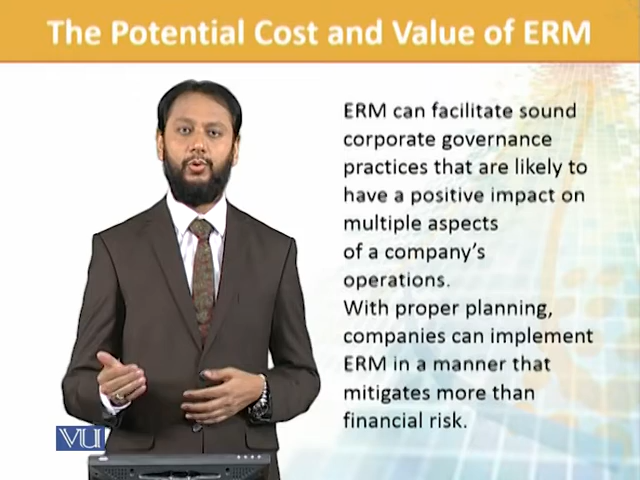 The Potential Cost and Value of ERM
ERM can facilitate sound
corporate governance
practices that are likely to
have a positive impact on
multiple aspects
of a company's
operations.
With proper planning,
companies can implement
ERM in a manner that
mitigates more than
financial risk.
VU